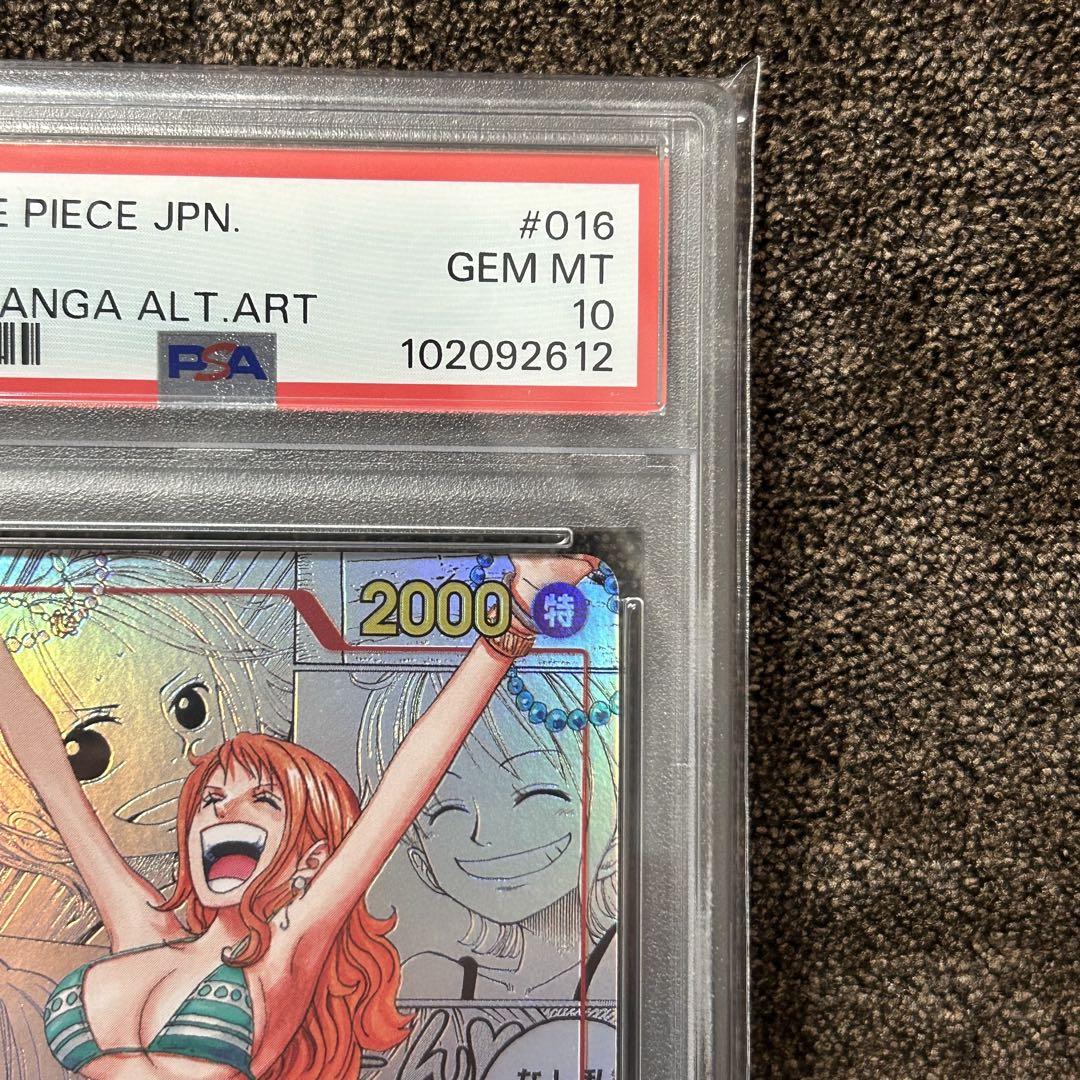 E PIECE JPN.
#016
GEM MT
ANGA ALT.ART
10
PSA
102092612
2000
特